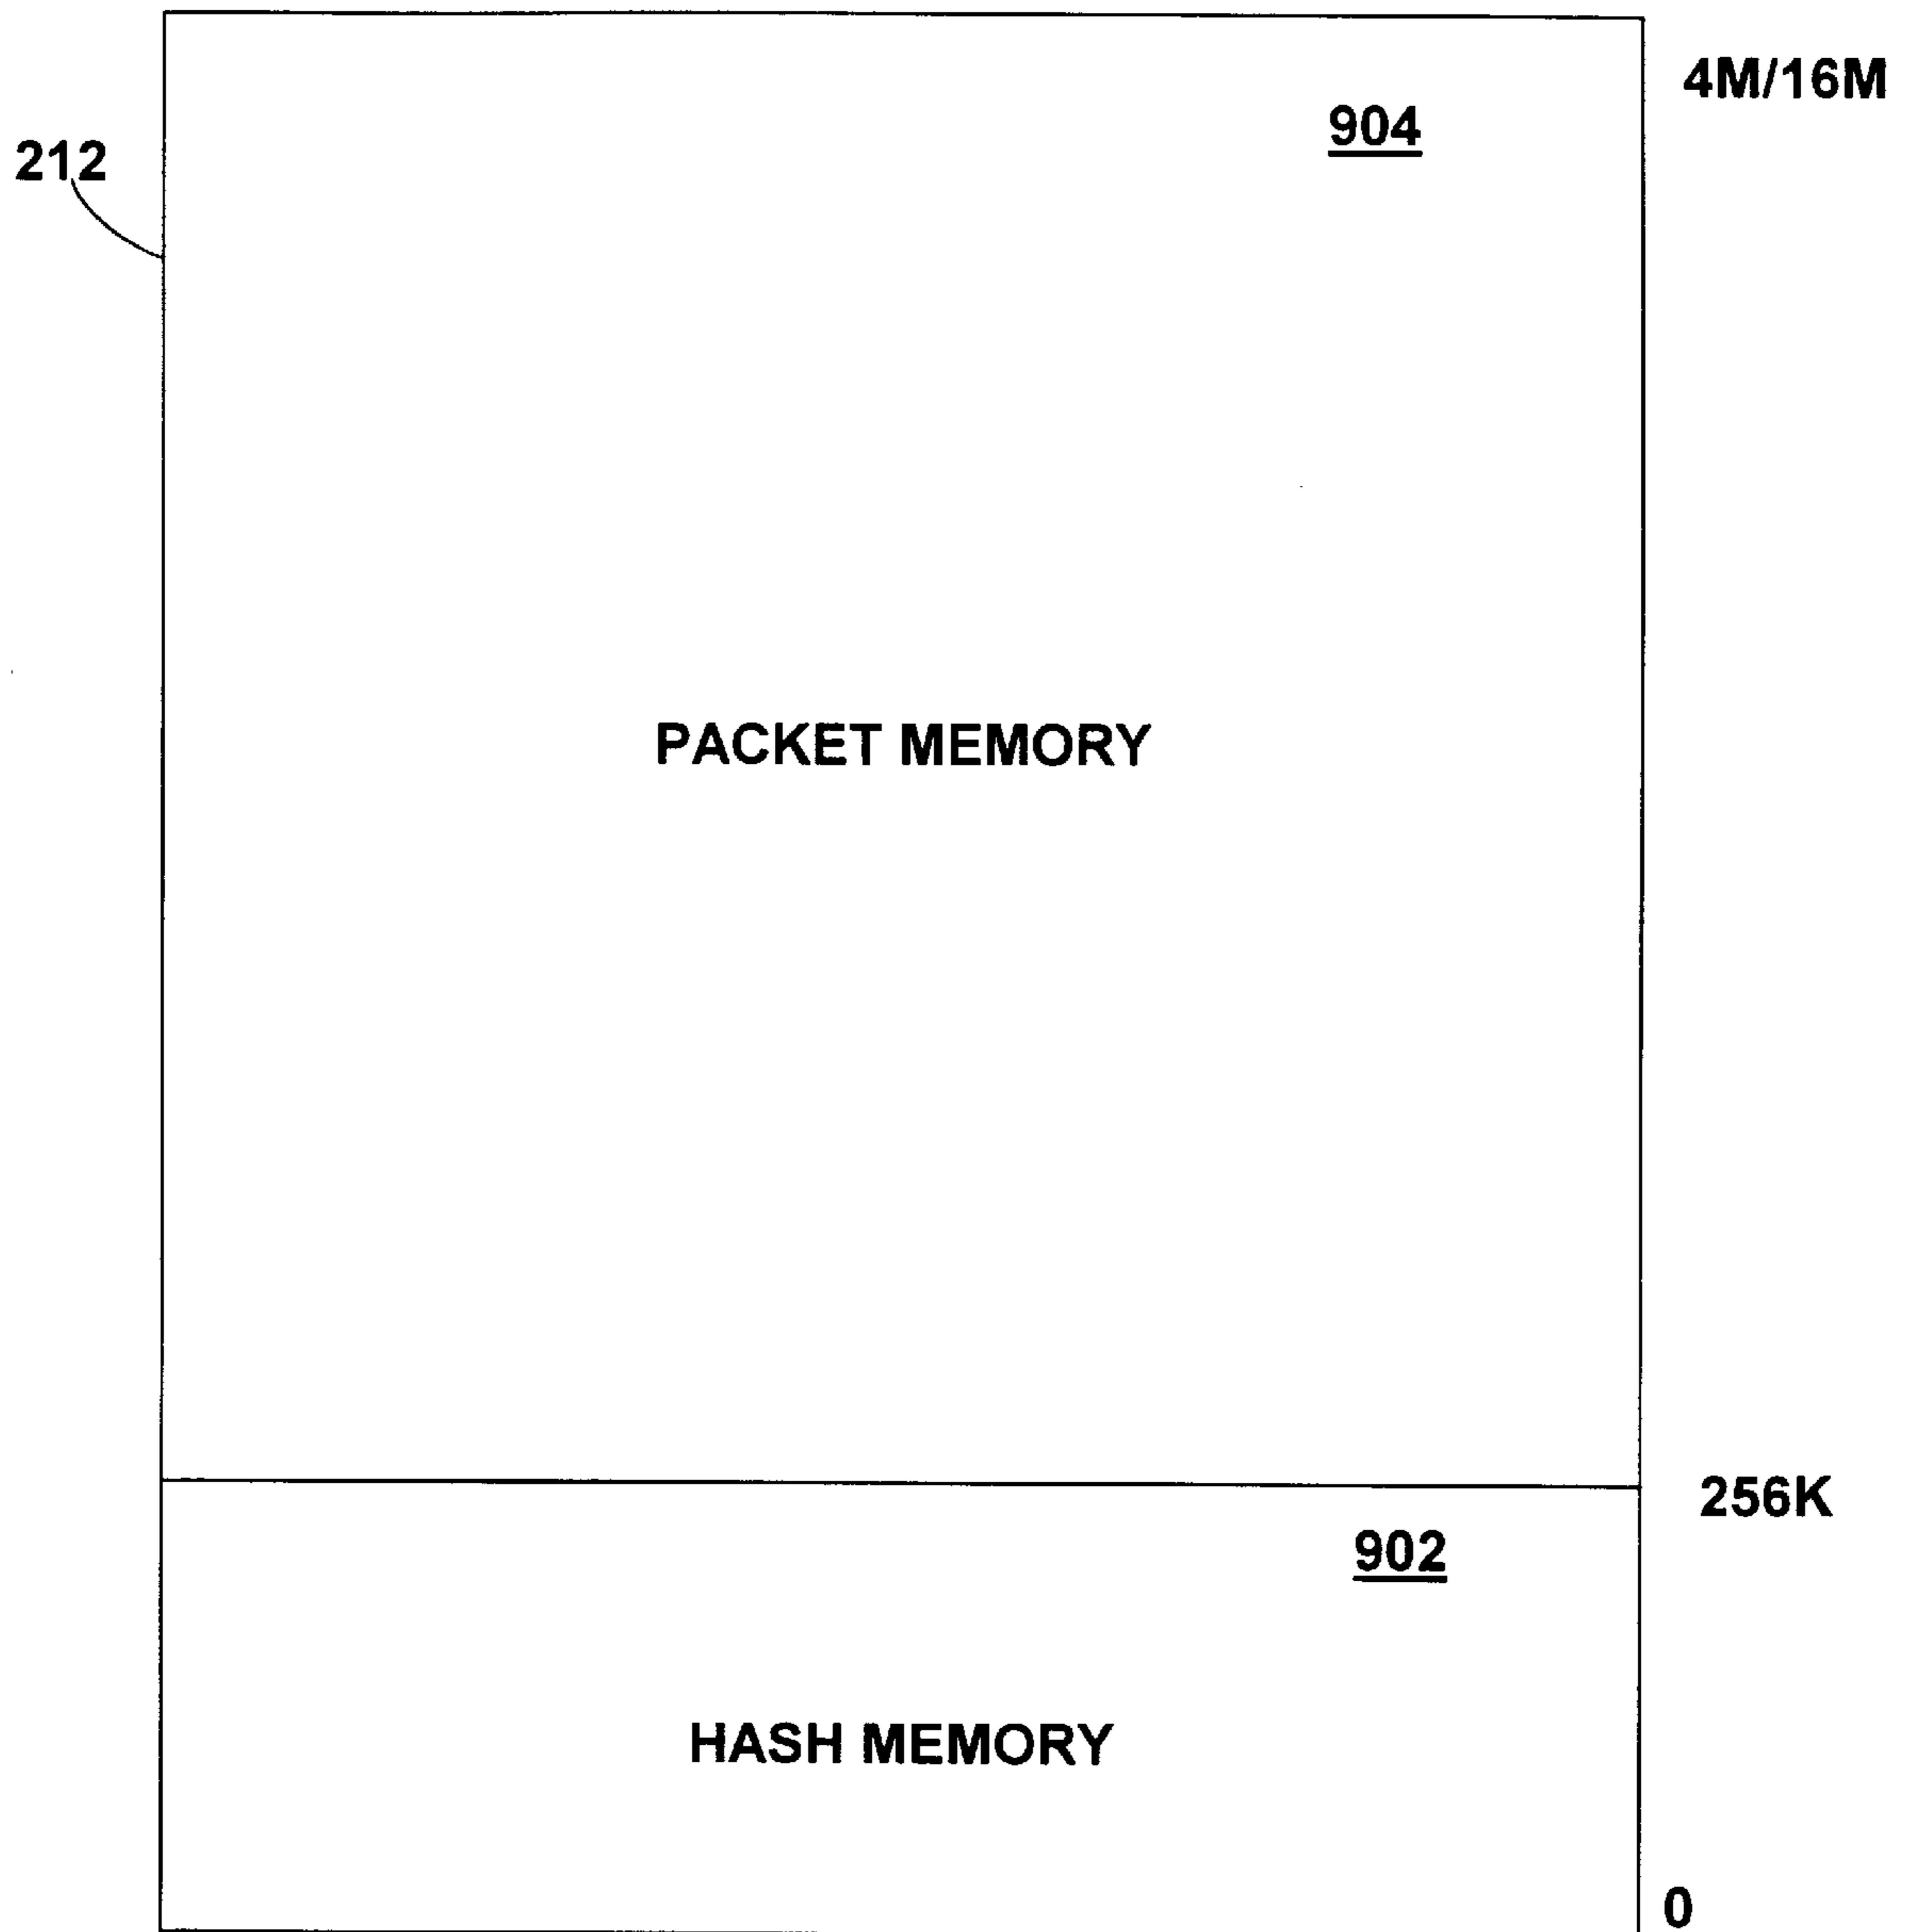 4M/16M
904
212
PACKET MEMORY
256K
902
HASH MEMORY
0